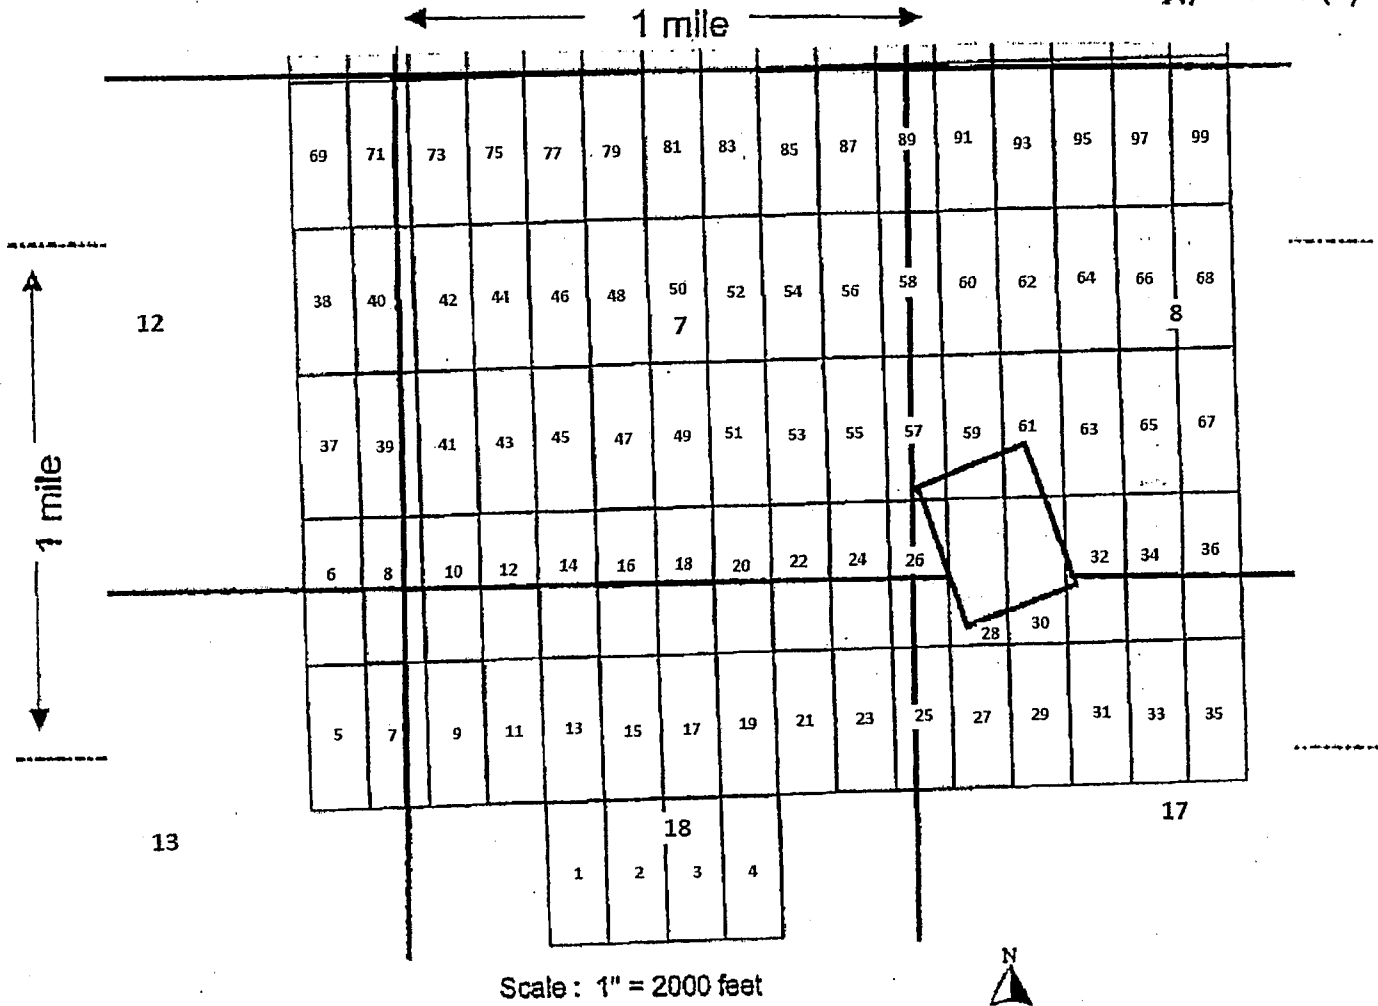 1 mile
69 71 73 75 77 79 81 83 85 87 89 91 93 95 97 99
38 40 42 44 46 48 50 52 54 56 58 60 62 64 66 68
12 7 8
37 39 41 43 45 47 49 51 53 55 57 59 61 63 65 67
1 mile
6 8 10 12 14 16 18 20 22 24 26 32 34 36
28 30
5 7 9 11 13 15 17 19 21 23 25 27 29 31 33 35
13 18 17
1 2 3 4
Scale : 1" = 2000 feet
N